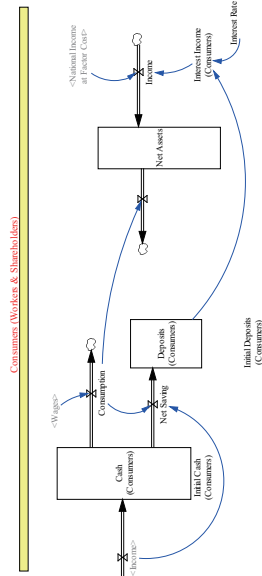 Consumers (Workers & Shareholders)
<Income>
Cash
(Consumers)
Initial Cash
(Consumers)
<Wages>
Consumption
Net Saving
Deposits
(Consumers)
Initial Deposits
(Consumers)
Net Assets
<National Income
at Factor Cost>
Income
Interest Income
(Consumers)
Interest Rate